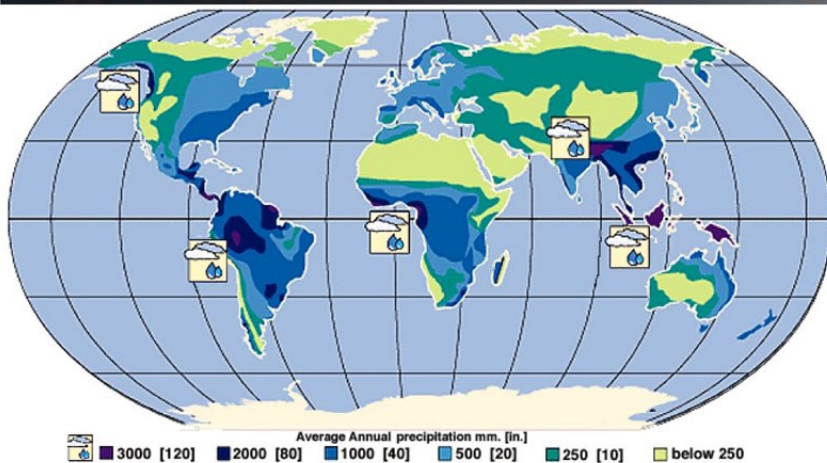 Average Annual precipitation mm. [in.]
3000 [120] 2000 [80] 1000 [40] 500 [20] 250 [10] below 250